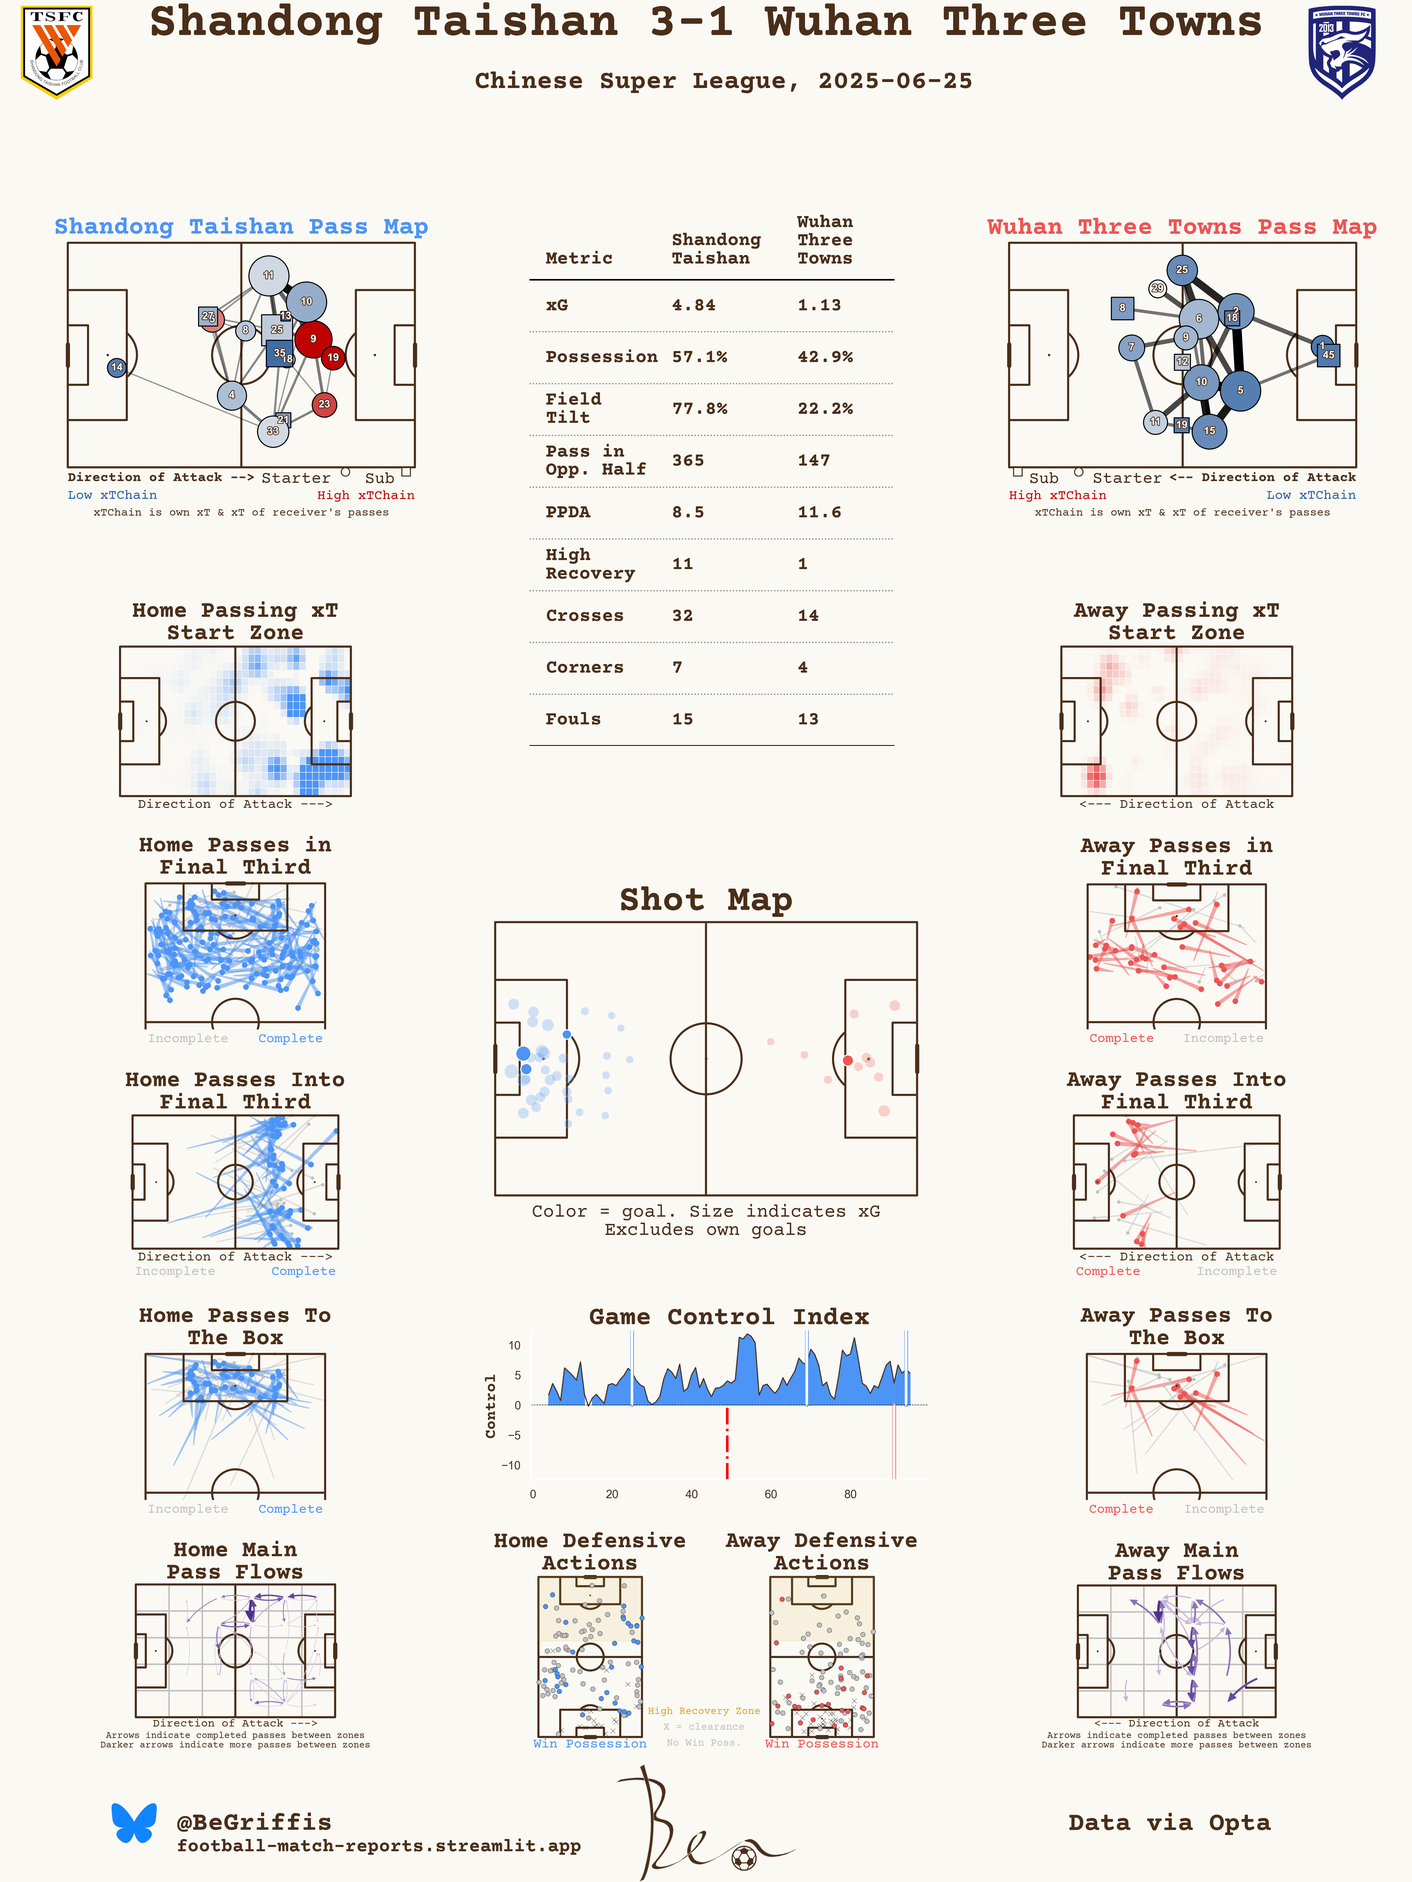 Shandong Taishan 3-1 Wuhan Three Towns
Chinese Super League, 2025-06-25
TSFC
WUHAN THREE TOWNS FC
2013
Shandong Taishan Pass Map
11
10
13
27
8
25
9
35
18
19
14
4
23
21
33
Direction of Attack --> Starter Sub
Low xTChain High xTChain
xTChain is own xT & xT of receiver's passes
Metric Shandong Taishan Wuhan Three Towns
xG 4.84 1.13
Possession 57.1% 42.9%
Field Tilt 77.8% 22.2%
Pass in Opp. Half 365 147
PPDA 8.5 11.6
High Recovery 11 1
Crosses 32 14
Corners 7 4
Fouls 15 13
Wuhan Three Towns Pass Map
25
29
8
2
6
18
9
7
1
45
12
10
5
11
19
15
Sub Starter <-- Direction of Attack
High xTChain Low xTChain
xTChain is own xT & xT of receiver's passes
Home Passing xT
Start Zone
Direction of Attack --->
Away Passing xT
Start Zone
<--- Direction of Attack
Home Passes in
Final Third
Incomplete Complete
Away Passes in
Final Third
Complete Incomplete
Shot Map
Color = goal. Size indicates xG
Excludes own goals
Home Passes Into
Final Third
Direction of Attack --->
Incomplete Complete
Away Passes Into
Final Third
<--- Direction of Attack
Complete Incomplete
Home Passes To
The Box
Incomplete Complete
Game Control Index
Control
10
5
0
−5
−10
0 20 40 60 80
Away Passes To
The Box
Complete Incomplete
Home Main
Pass Flows
Direction of Attack --->
Arrows indicate completed passes between zones
Darker arrows indicate more passes between zones
Home Defensive
Actions
Win Possession
High Recovery Zone
X = clearance
No Win Poss.
Away Defensive
Actions
Win Possession
Away Main
Pass Flows
<--- Direction of Attack
Arrows indicate completed passes between zones
Darker arrows indicate more passes between zones
@BeGriffis
football-match-reports.streamlit.app
Ben
Data via Opta